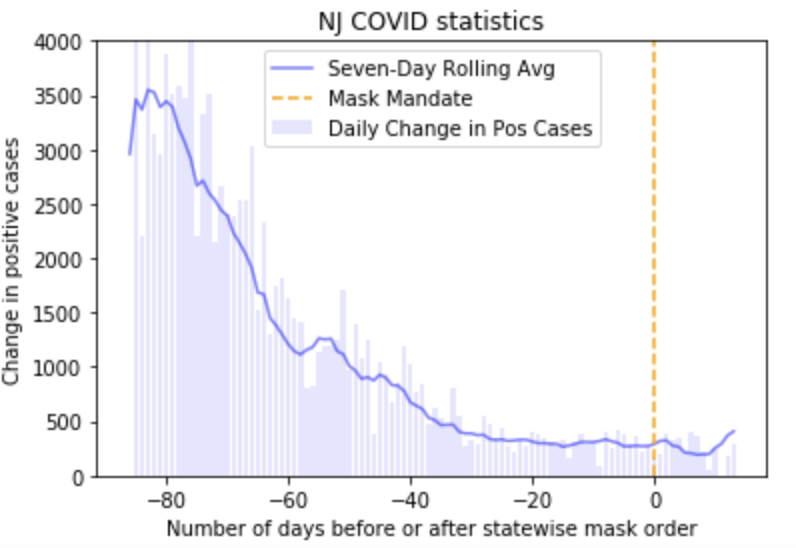 NJ COVID statistics
4000
3500
3000
2500
2000
1500
1000
500
0
Change in positive cases
Seven-Day Rolling Avg
Mask Mandate
Daily Change in Pos Cases
−80 −60 −40 −20 0
Number of days before or after statewise mask order